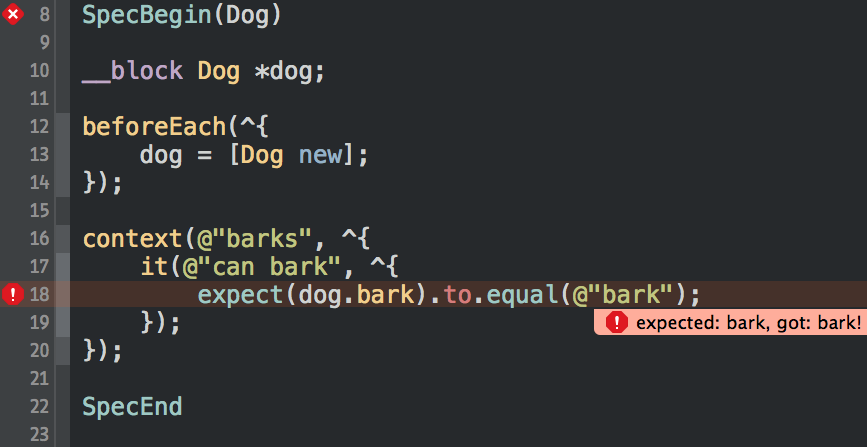 8 SpecBegin(Dog)
9
10 __block Dog *dog;
11
12 beforeEach(^{
13     dog = [Dog new];
14 });
15
16 context(@"barks", ^{
17     it(@"can bark", ^{
18         expect(dog.bark).to.equal(@"bark");
19     });
expected: bark, got: bark!
20 });
21
22 SpecEnd
23